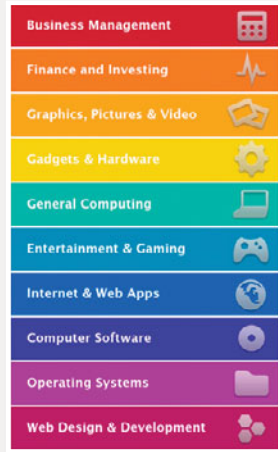 Business Management
Finance and Investing
Graphics, Pictures & Video
Gadgets & Hardware
General Computing
Entertainment & Gaming
Internet & Web Apps
Computer Software
Operating Systems
Web Design & Development